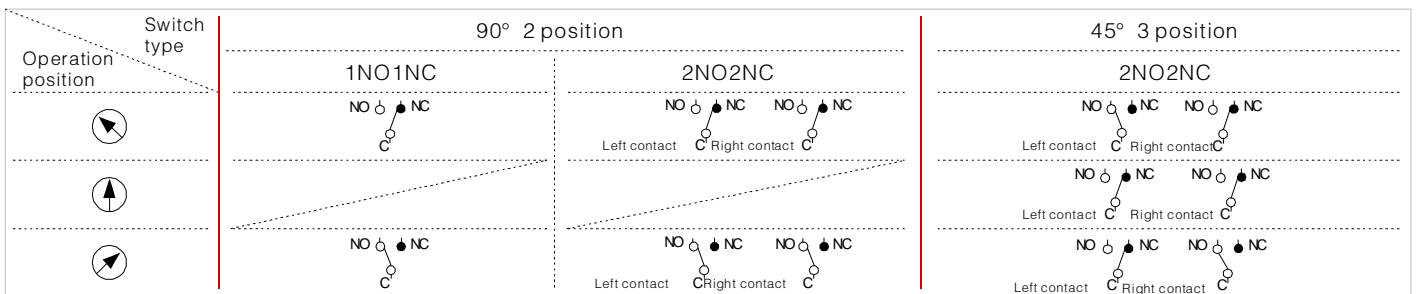 Switch
type
Operation
position
90° 2 position
45° 3 position
1NO1NC
2NO2NC
2NO2NC
NO NC
C
NO NC NO NC
Left contact C Right contact C
NO NC NO NC
Left contact C Right contact C
NO NC NO NC
Left contact C Right contact C
NO NC
C
NO NC NO NC
Left contact C Right contact C
NO NC NO NC
Left contact C Right contact C